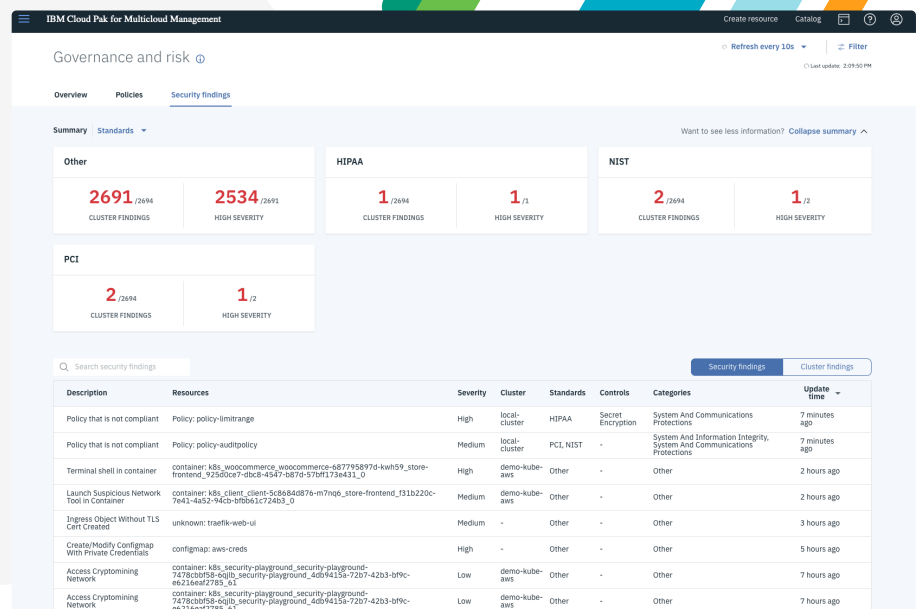 IBM Cloud Pak for Multicloud Management
Create resource Catalog
Governance and risk
Refresh every 10s Filter
Last update: 2:09:50 PM
Overview Policies Security findings
Summary Standards
Want to see less information? Collapse summary
Other
2691 /2694
CLUSTER FINDINGS
2534 /2691
HIGH SEVERITY
HIPAA
1 /2694
CLUSTER FINDINGS
1 /1
HIGH SEVERITY
NIST
2 /2694
CLUSTER FINDINGS
1 /2
HIGH SEVERITY
PCI
2 /2694
CLUSTER FINDINGS
1 /2
HIGH SEVERITY
Search security findings
Security findings Cluster findings
Description Resources Severity Cluster Standards Controls Categories Update time
Policy that is not compliant Policy: policy-limitrange High local-cluster HIPAA Secret Encryption System And Communications Protections 7 minutes ago
Policy that is not compliant Policy: policy-auditpolicy Medium local-cluster PCI, NIST - System And Information Integrity, System And Communications Protections 7 minutes ago
Terminal shell in container container: k8s_woocommerce_woocommerce-687795897d-kwh59_store-frontend_925d0ce7-dbc8-4547-b87d-57bff173e431_0 High demo-kube-aws Other - Other 2 hours ago
Launch Suspicious Network Tool in Container container: k8s_client_client-5c8684d876-m7nq6_store-frontend_f31b220c-7e41-4a52-94cb-bfbb61c724b3_0 Medium demo-kube-aws Other - Other 2 hours ago
Ingress Object Without TLS Cert Created unknown: traefik-web-ui Medium - Other - Other 3 hours ago
Create/Modify Configmap With Private Credentials configmap: aws-creds High - Other - Other 5 hours ago
Access Cryptomining Network container: k8s_security-playground_security-playground-7478cbbf58-6qjlb_security-playground_4db9415a-72b7-42b3-bf9c-e6216eaf2785_61 Low demo-kube-aws Other - Other 7 hours ago
Access Cryptomining Network container: k8s_security-playground_security-playground-7478cbbf58-6qjlb_security-playground_4db9415a-72b7-42b3-bf9c-e6216eaf2785_61 Low demo-kube-aws Other - Other 7 hours ago